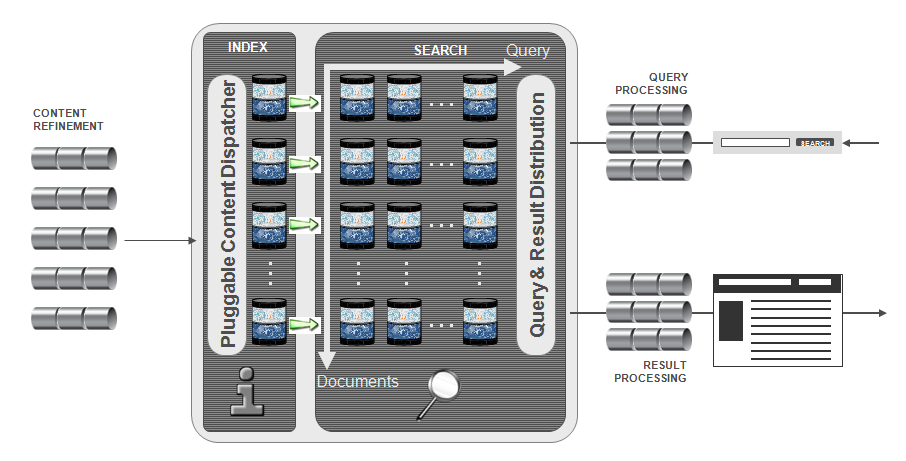 INDEX
SEARCH
Query
CONTENT
REFINEMENT
Pluggable Content Dispatcher
Query & Result Distribution
Documents
QUERY
PROCESSING
SEARCH
RESULT
PROCESSING